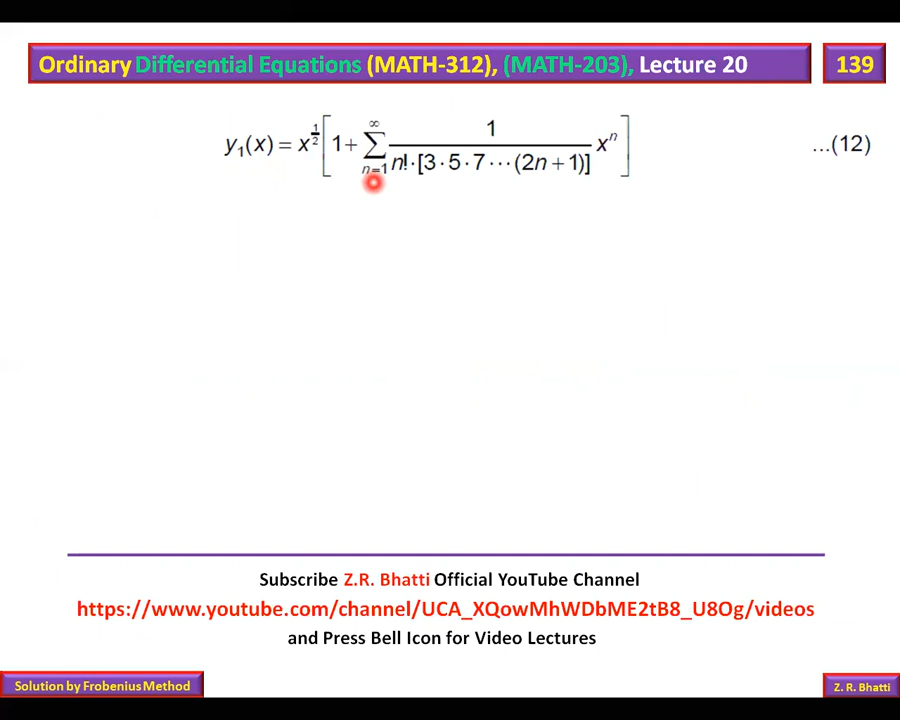 Ordinary Differential Equations (MATH-312), (MATH-203), Lecture 20 139
y₁(x) = x^{1/2} [1 + ∑_{n=1}^{∞} 1 / (n!·[3·5·7···(2n+1)]) xⁿ] ...(12)
Subscribe Z.R. Bhatti Official YouTube Channel
https://www.youtube.com/channel/UCA_XQowMhWDbME2tB8_U8Og/videos
and Press Bell Icon for Video Lectures
Solution by Frobenius Method Z. R. Bhatti